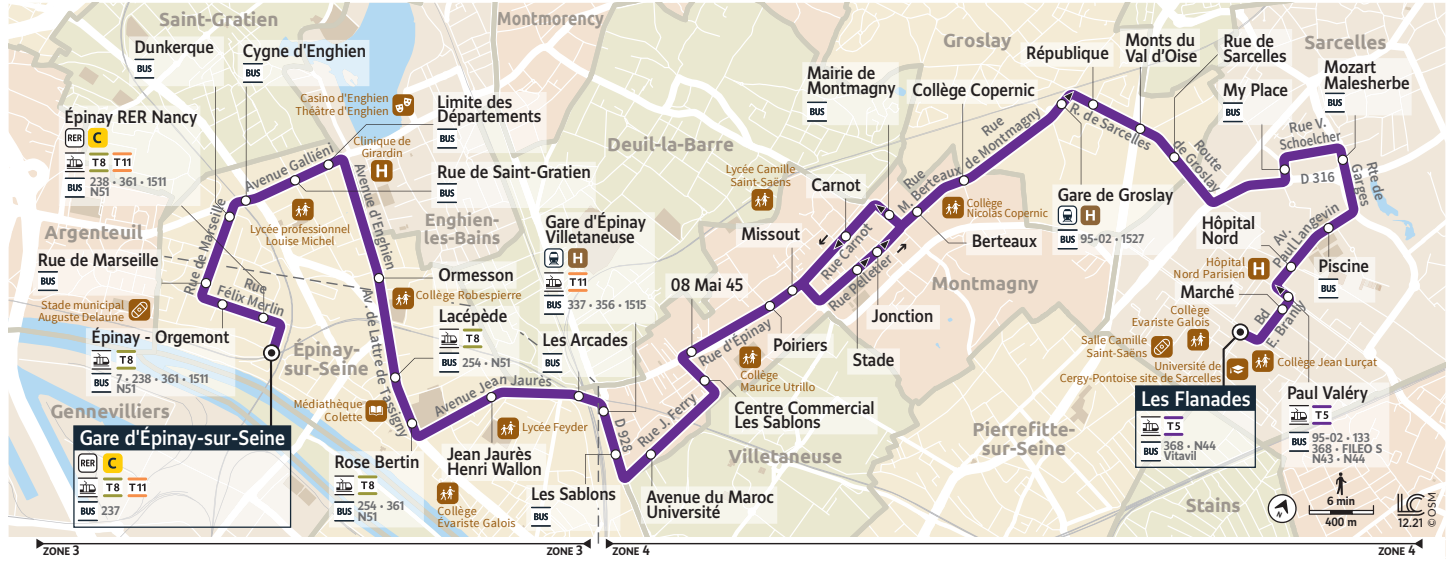 Saint-Gratien
Montmorency
Groslay
Sarcelles
Deuil-la-Barre
Argenteuil
Enghien-
les-Bains
Montmagny
Épinay-
sur-Seine
Gennevilliers
Villetaneuse
Pierrefitte-
sur-Seine
Stains
Dunkerque
BUS
Cygne d'Enghien
BUS
Casino d'Enghien
Théâtre d'Enghien
Limite des
Départements
BUS
Clinique de
Girardin
H
Épinay RER Nancy
RER C
T8 T11
BUS 238 • 361 • 1511
N51
Avenue Galliéni
Rue de Saint-Gratien
BUS
Lycée professionnel
Louise Michel
Avenue d'Enghien
Rue de Marseille
Rue de Marseille
BUS
Stade municipal
Auguste Delaune
Rue
Félix Merlin
Épinay - Orgemont
T8
BUS 7 • 238 • 361 • 1511
N51
Gare d'Épinay-sur-Seine
RER C
T8 T11
BUS 237
Ormesson
Collège Robespierre
Av. de Lattre de Tassigny
Lacépède
T8
BUS 254 • N51
Médiathèque
Colette
Rose Bertin
T8
BUS 254 • 361
N51
Avenue Jean Jaurès
Lycée Feyder
Jean Jaurès
Henri Wallon
Collège
Évariste Galois
Gare d'Épinay
Villetaneuse
H
T11
BUS 337 • 356 • 1515
Les Arcades
BUS
D 928
Les Sablons
BUS
Rue J. Ferry
Avenue du Maroc
Université
Centre Commercial
Les Sablons
08 Mai 45
Rue d'Épinay
Collège
Maurice Utrillo
Poiriers
Missout
Lycée Camille
Saint-Saëns
Mairie de
Montmagny
BUS
Carnot
Rue Carnot
Rue Pelletier
Stade
Jonction
Berteaux
Rue
M. Berteaux
Collège Copernic
Collège
Nicolas Copernic
Rue
de Montmagny
République
Gare de Groslay
H
BUS 95-02 • 1527
R. de Sarcelles
Monts du
Val d'Oise
Rue de
Sarcelles
Route
de Groslay
My Place
BUS
Mozart
Malesherbe
BUS
Rue V.
Schoelcher
D 316
Rte de
Garges
Hôpital
Nord
Av.
Paul Langevin
Hôpital
Nord Parisien
H
Piscine
BUS
Marché
Bd
E. Branly
Collège
Evariste Galois
Salle Camille
Saint-Saëns
Université de
Cergy-Pontoise site de Sarcelles
Collège Jean Lurçat
Les Flanades
T5
BUS 368 • N44
Vitavil
Paul Valéry
T5
BUS 95-02 • 133
368 • FILEO S
N43 • N44
N
6 min
400 m
LC
12.21
© OSM
ZONE 3
ZONE 3
ZONE 4
ZONE 4